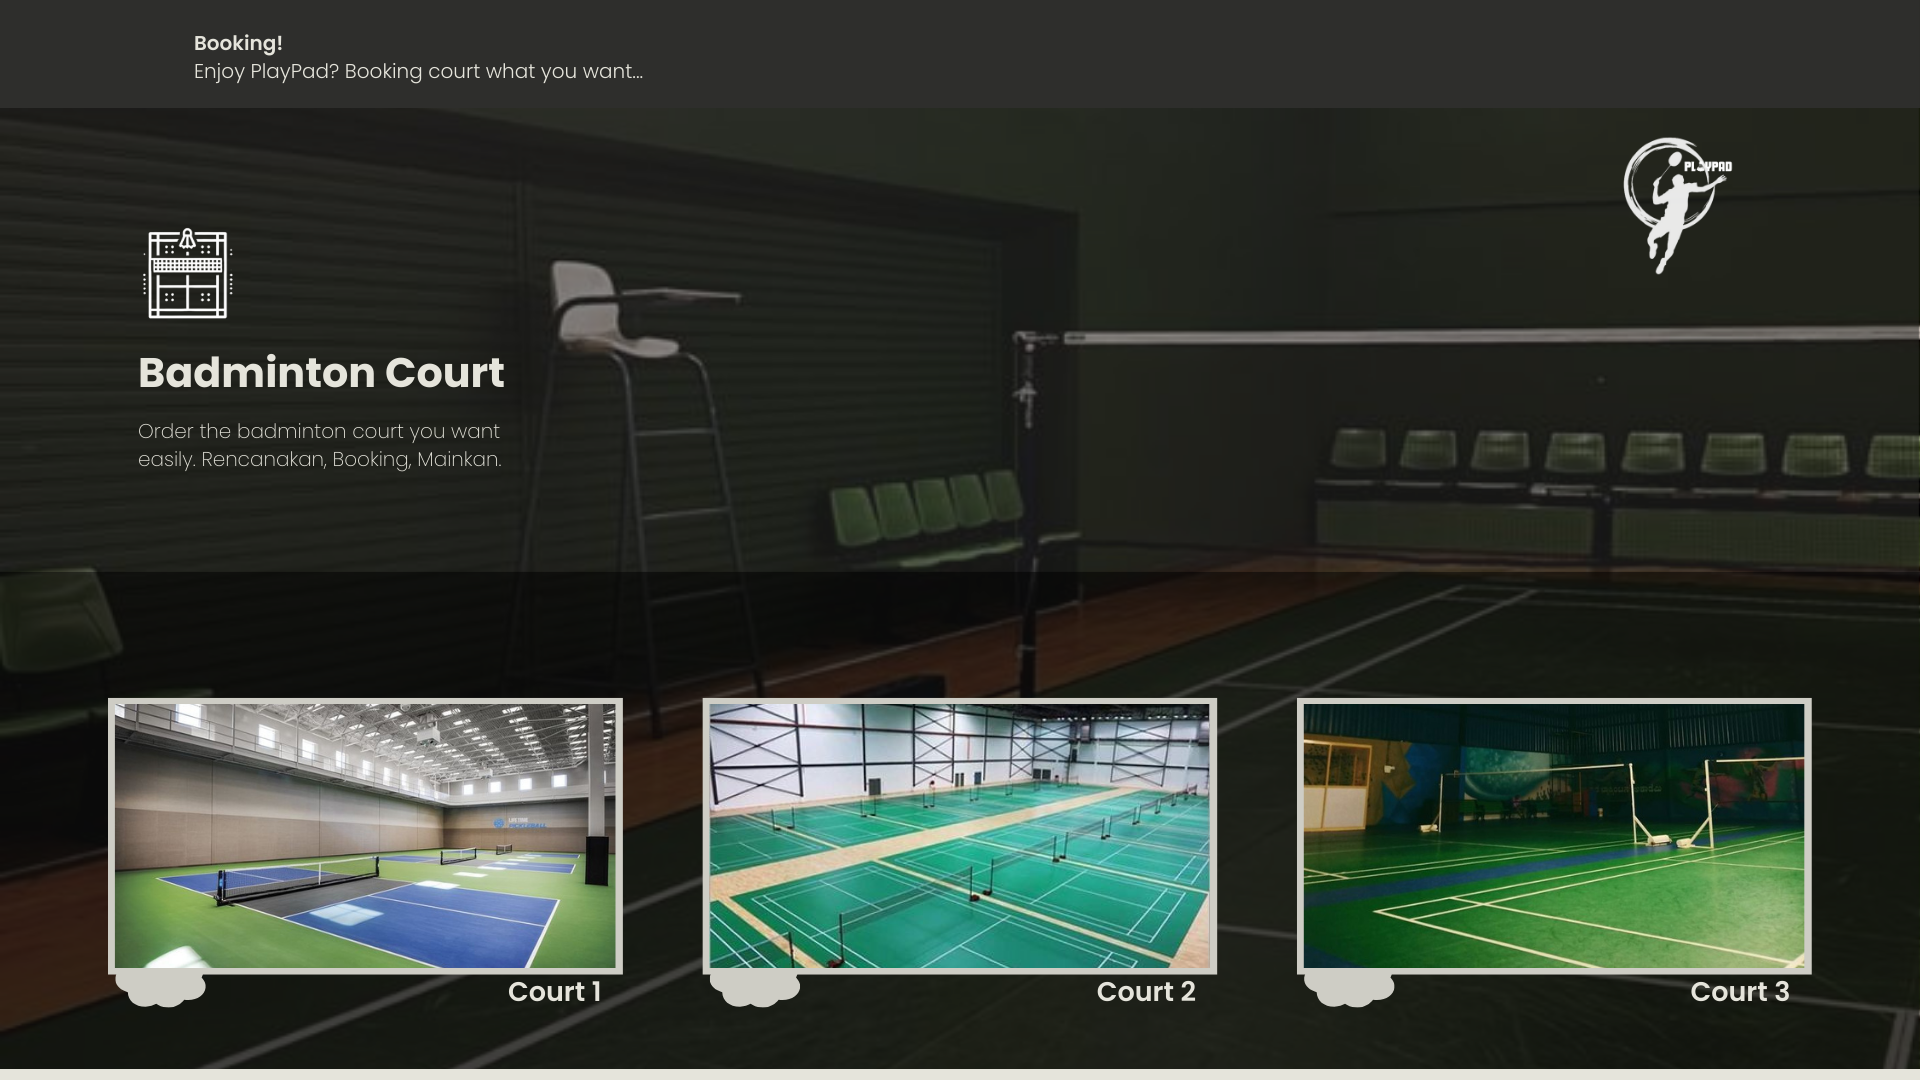 Booking!
Enjoy PlayPad? Booking court what you want...
PLAYPAD
Badminton Court
Order the badminton court you want
easily. Rencanakan, Booking, Mainkan.
Court 1
Court 2
Court 3